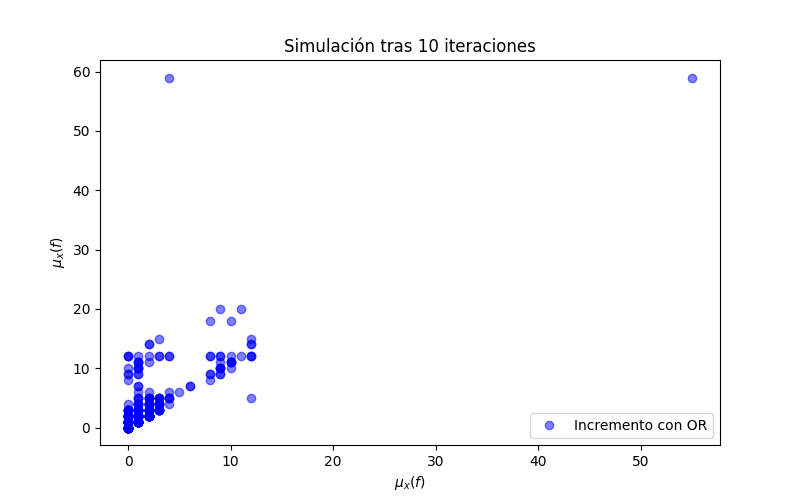 Simulación tras 10 iteraciones
60
50
40
30
20
10
0
μₓ(f)
Incremento con OR
0 10 20 30 40 50
μₓ(f)